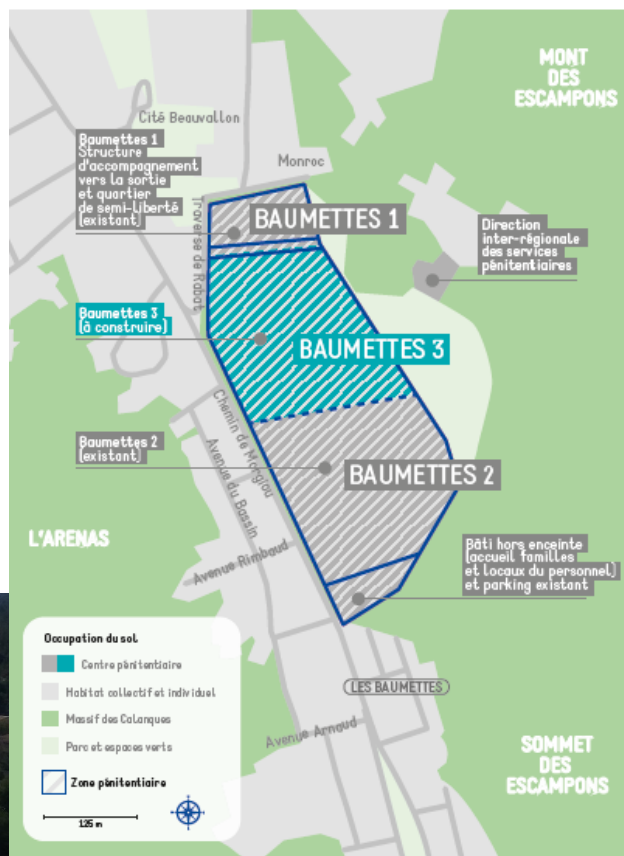 MONT
DES
ESCAMPONS
Cité Beauvallon
Baumettes 1
Structure
d'accompagnement
vers la sortie
et quartier
de semi-liberté
(existant)
Monroc
Traverse de Rabat
BAUMETTES 1
Direction
inter-régionale
des services
pénitentiaires
Baumettes 3
(à construire)
BAUMETTES 3
Chemin de Morgiou
Baumettes 2
(existant)
BAUMETTES 2
Avenue du Bassin
L'ARENAS
Avenue Rimbaud
Bâti hors enceinte
(accueil familles
et locaux du personnel)
et parking existant
LES BAUMETTES
Avenue Arnaud
SOMMET
DES
ESCAMPONS
Occupation du sol
Centre pénitentiaire
Habitat collectif et individuel
Massif des Calanques
Parc et espaces verts
Zone pénitentiaire
125 m